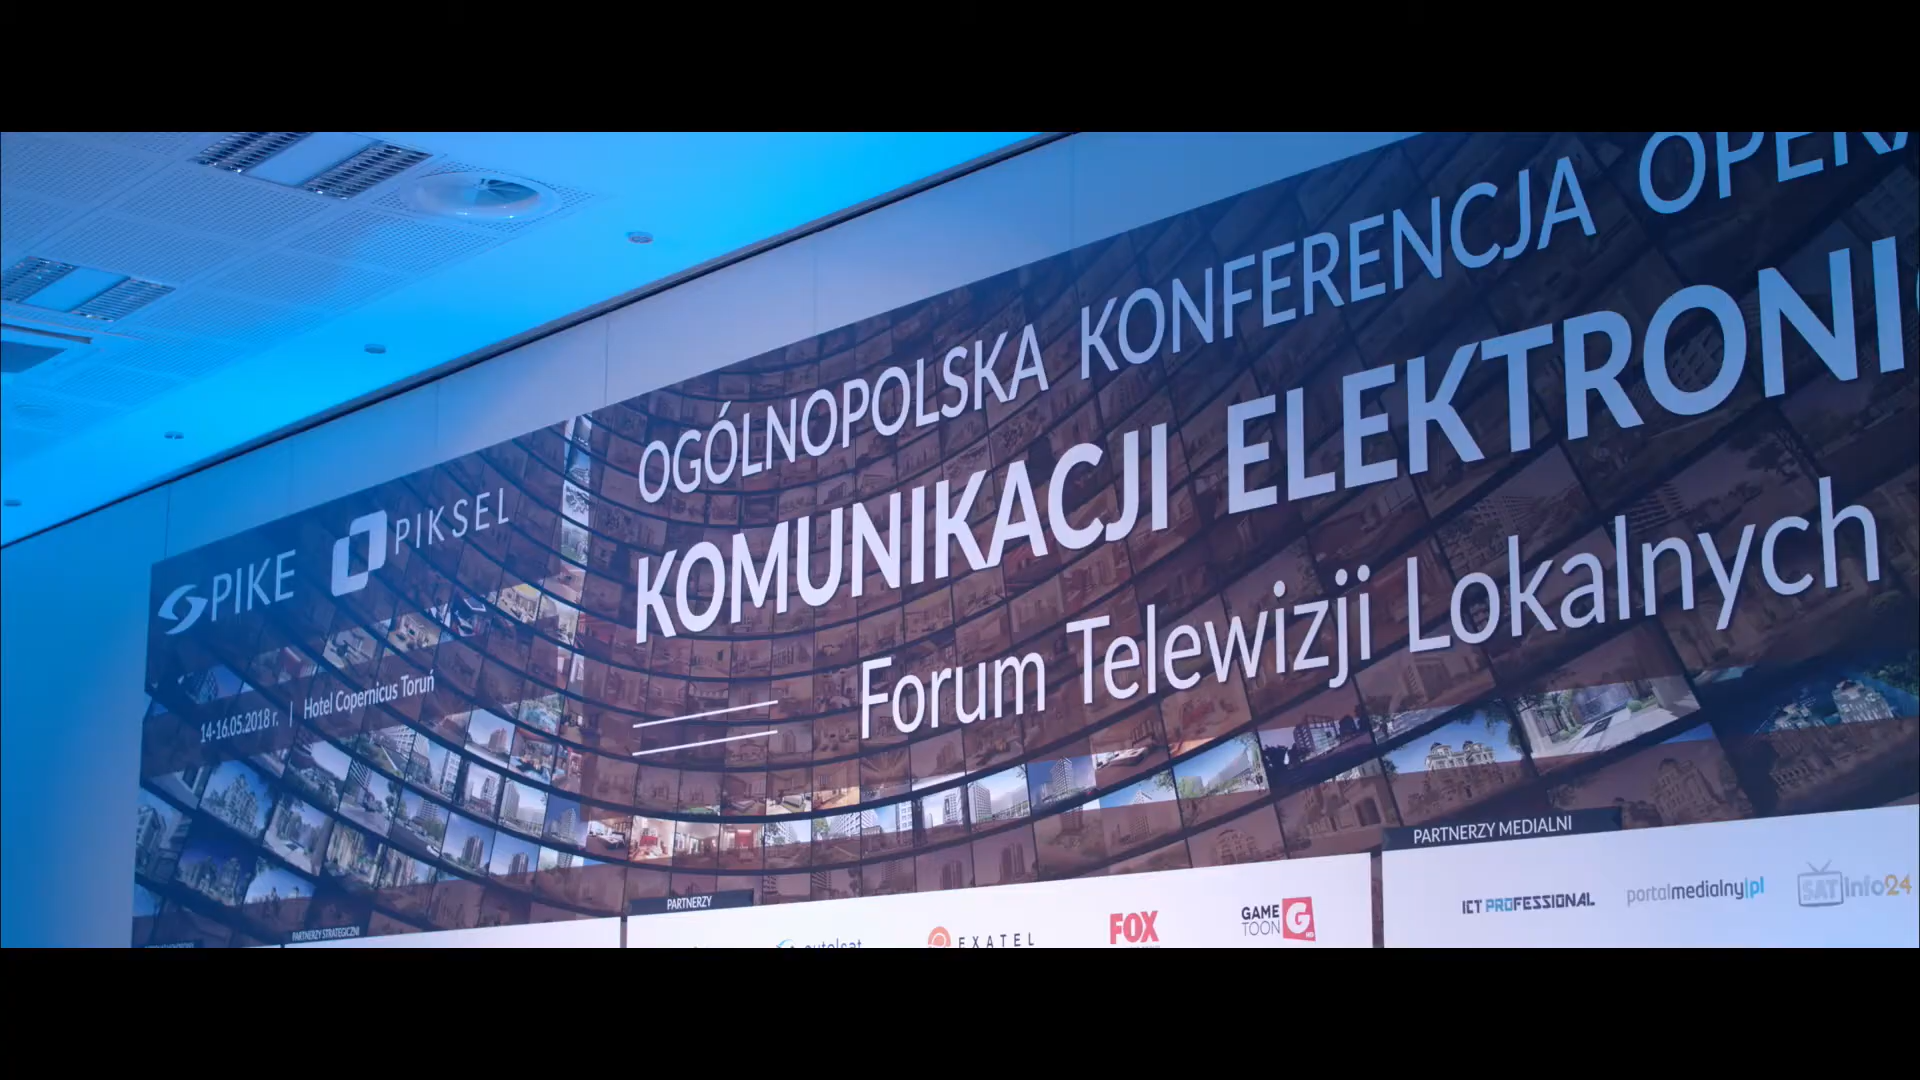 OGÓLNOPOLSKA KONFERENCJA
KOMUNIKACJI
Forum Telewizji Lokalnych
PIKE
PIKSEL
14-16.05.2018 r. | Hotel Copernicus Toruń
PARTNERZY MEDIALNI
PARTNERZY
PARTNERZY STRATEGICZNI
ICT PROFESSIONAL
portalmedialny|pl
SAT Info24
EXATEL
FOX
GAME TOON G